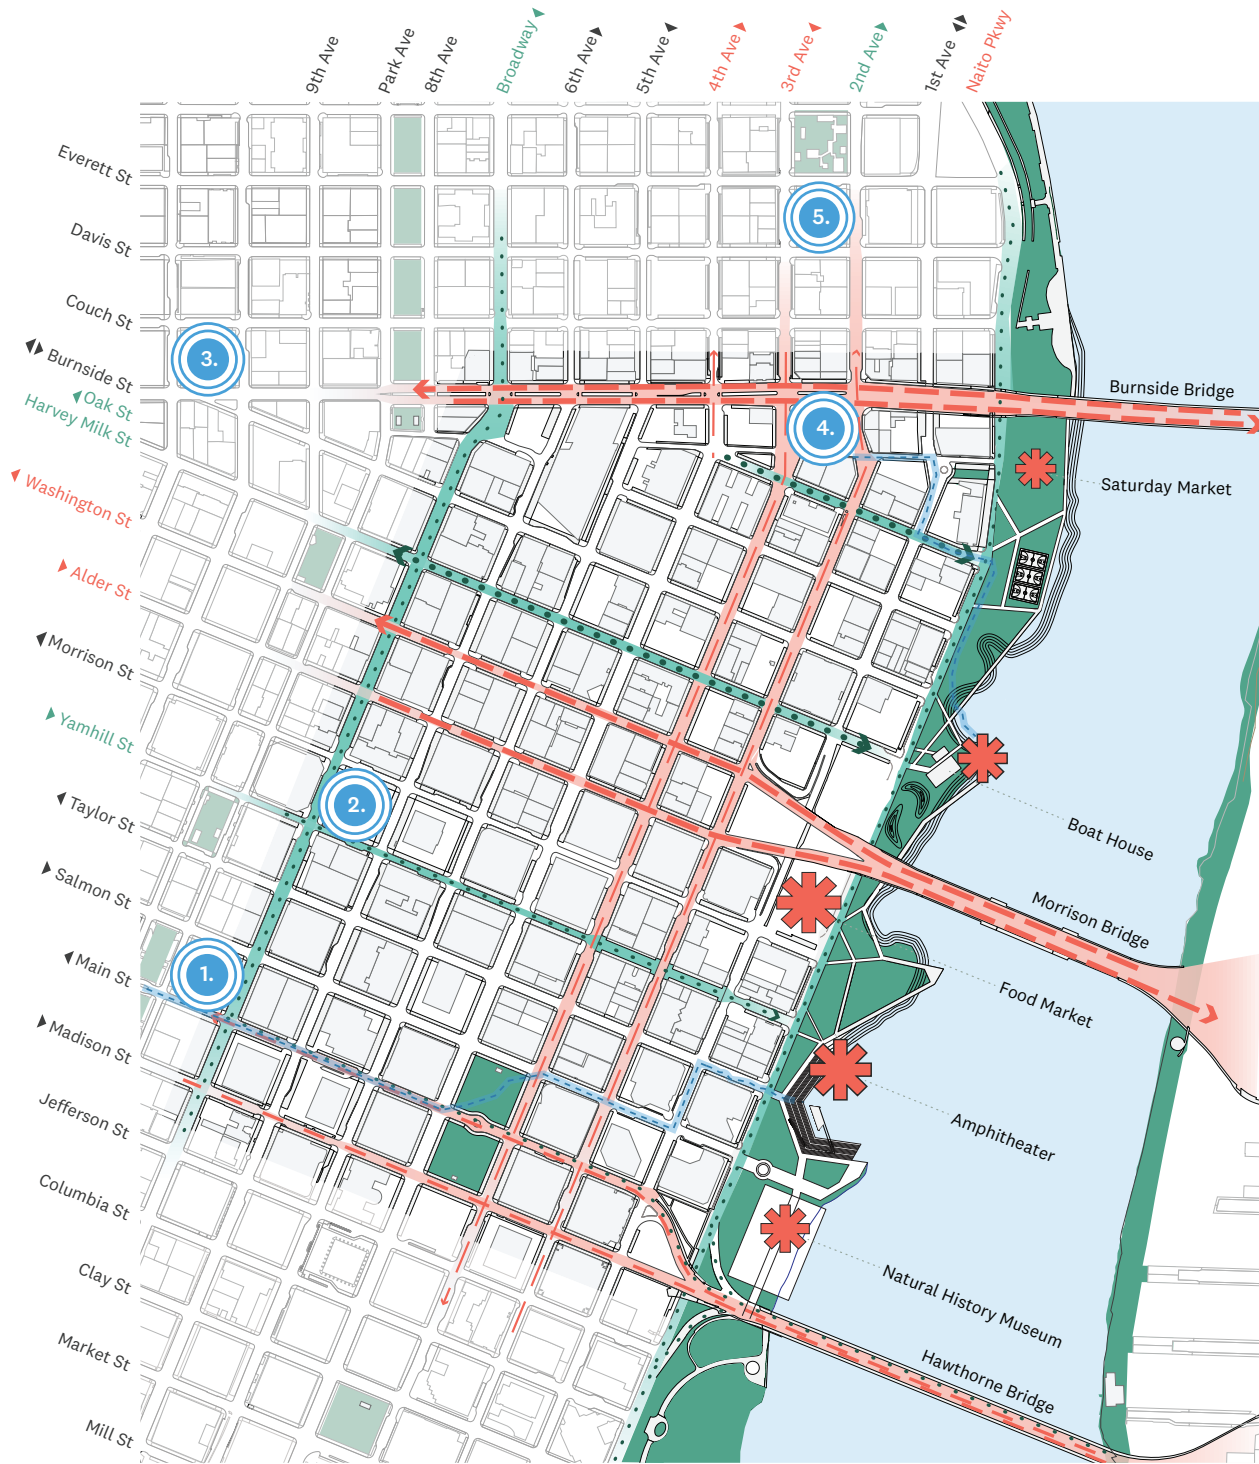 9th Ave
Park Ave
8th Ave
Broadway
6th Ave
5th Ave
4th Ave
3rd Ave
2nd Ave
1st Ave
Naito Pkwy
Everett St
Davis St
Couch St
Burnside St
Oak St
Harvey Milk St
Washington St
Alder St
Morrison St
Yamhill St
Taylor St
Salmon St
Main St
Madison St
Jefferson St
Columbia St
Clay St
Market St
Mill St
5.
3.
4.
2.
1.
Burnside Bridge
Saturday Market
Boat House
Morrison Bridge
Food Market
Amphitheater
Natural History Museum
Hawthorne Bridge